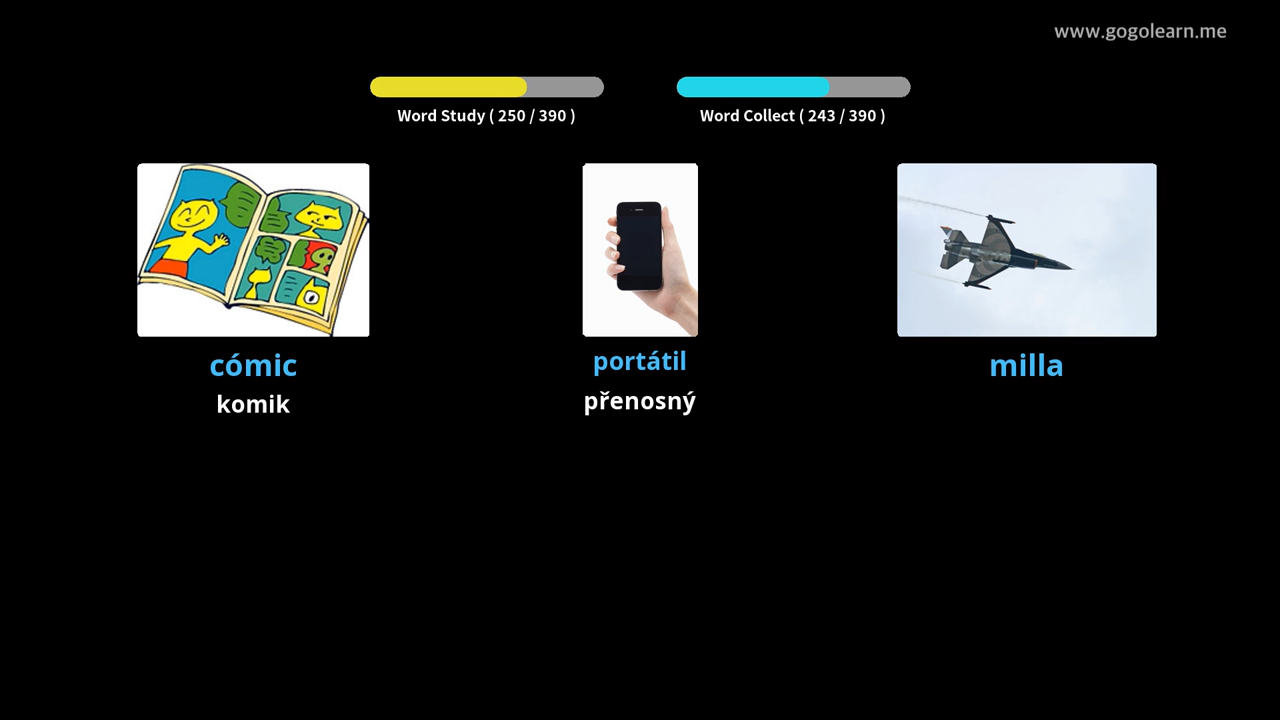 www.gogolearn.me
Word Study ( 250 / 390 )
Word Collect ( 243 / 390 )
cómic
portátil
milla
komik
přenosný